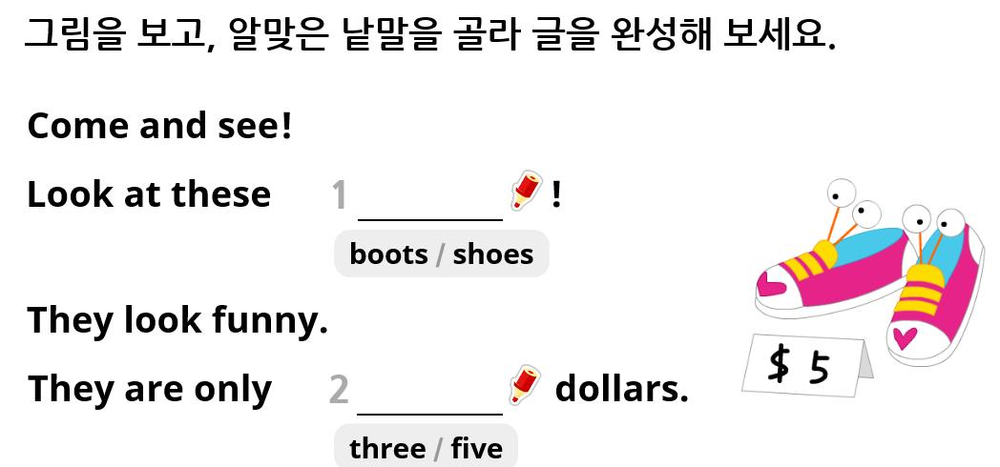 그림을 보고, 알맞은 낱말을 골라 글을 완성해 보세요.
Come and see!
Look at these 1 ________ !
boots / shoes
They look funny.
They are only 2 ________ dollars.
three / five
$ 5